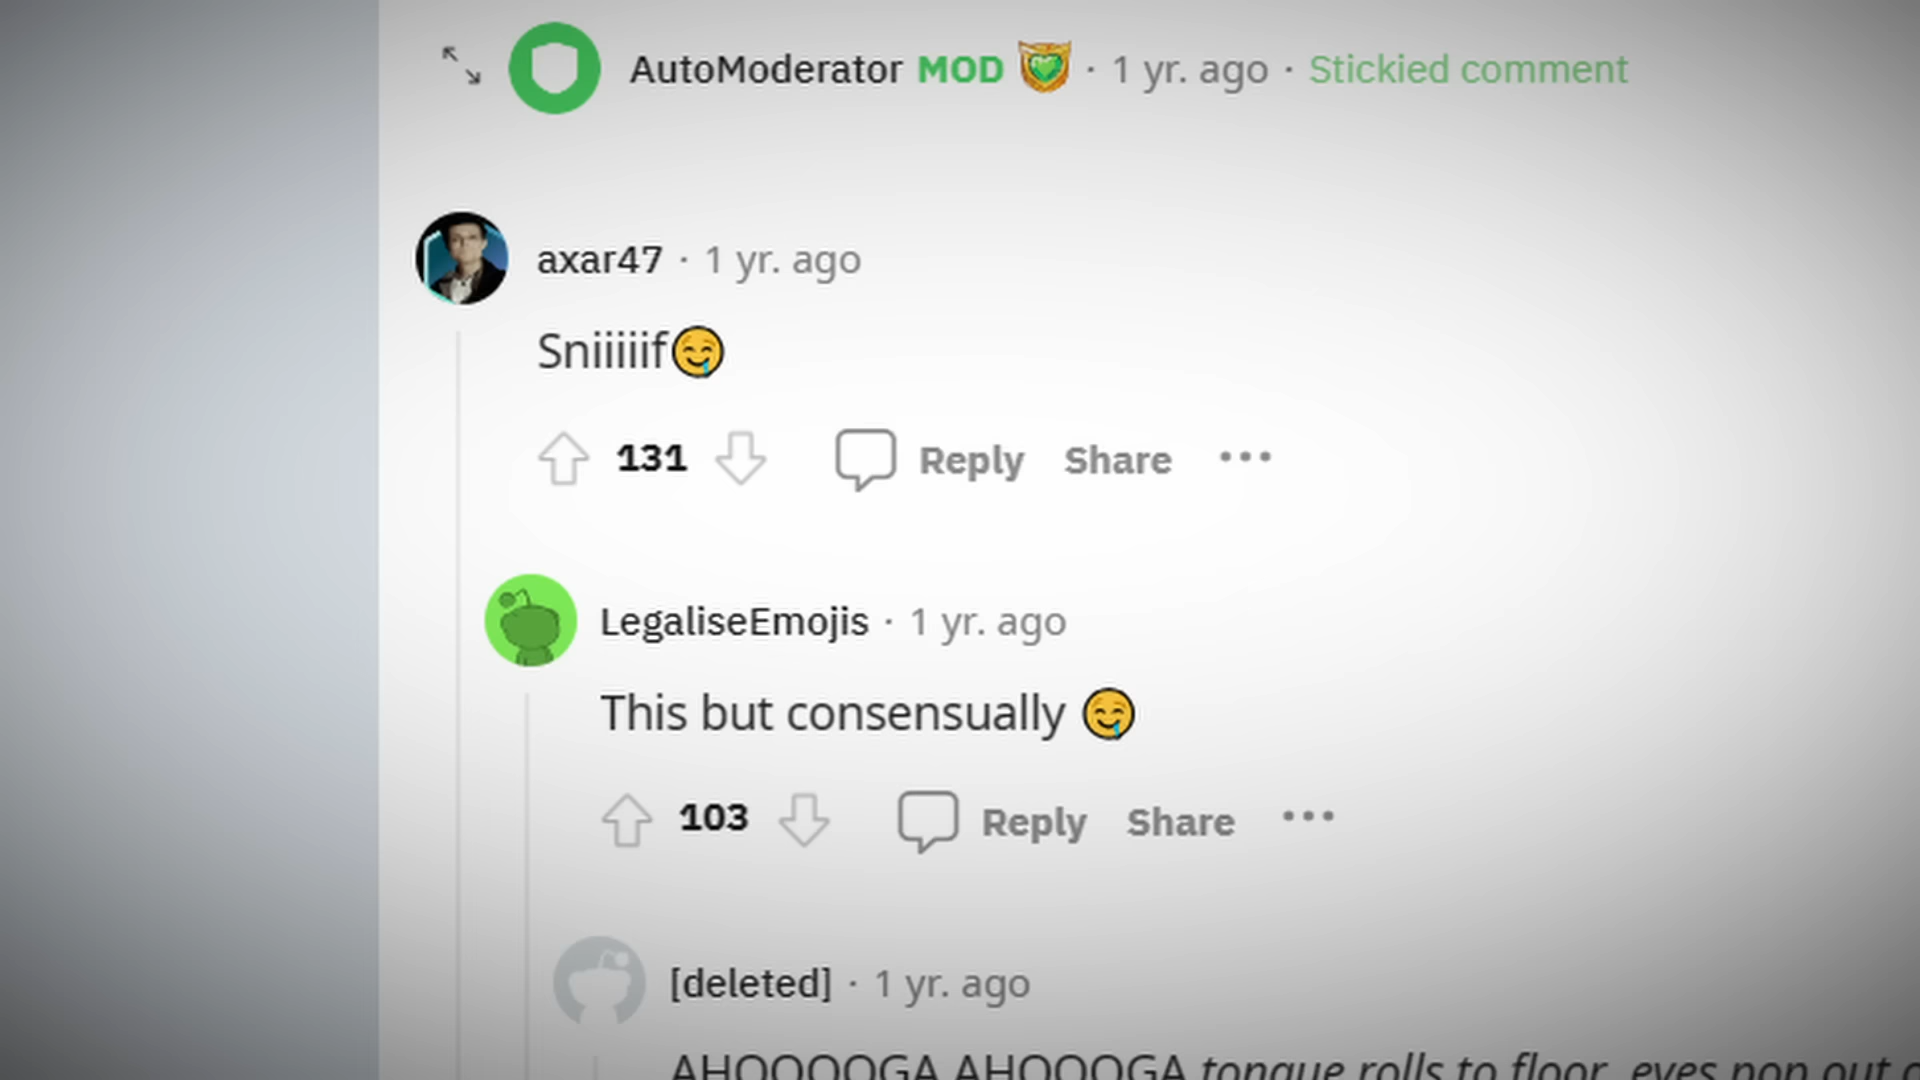 AutoModerator MOD · 1 yr. ago · Stickied comment
axar47 · 1 yr. ago
Sniiiiif🤤
131 Reply Share ···
LegaliseEmojis · 1 yr. ago
This but consensually 🤤
103 Reply Share ···
[deleted] · 1 yr. ago
AHOOOOGA AHOOOGA tongue rolls to floor, eyes pop out